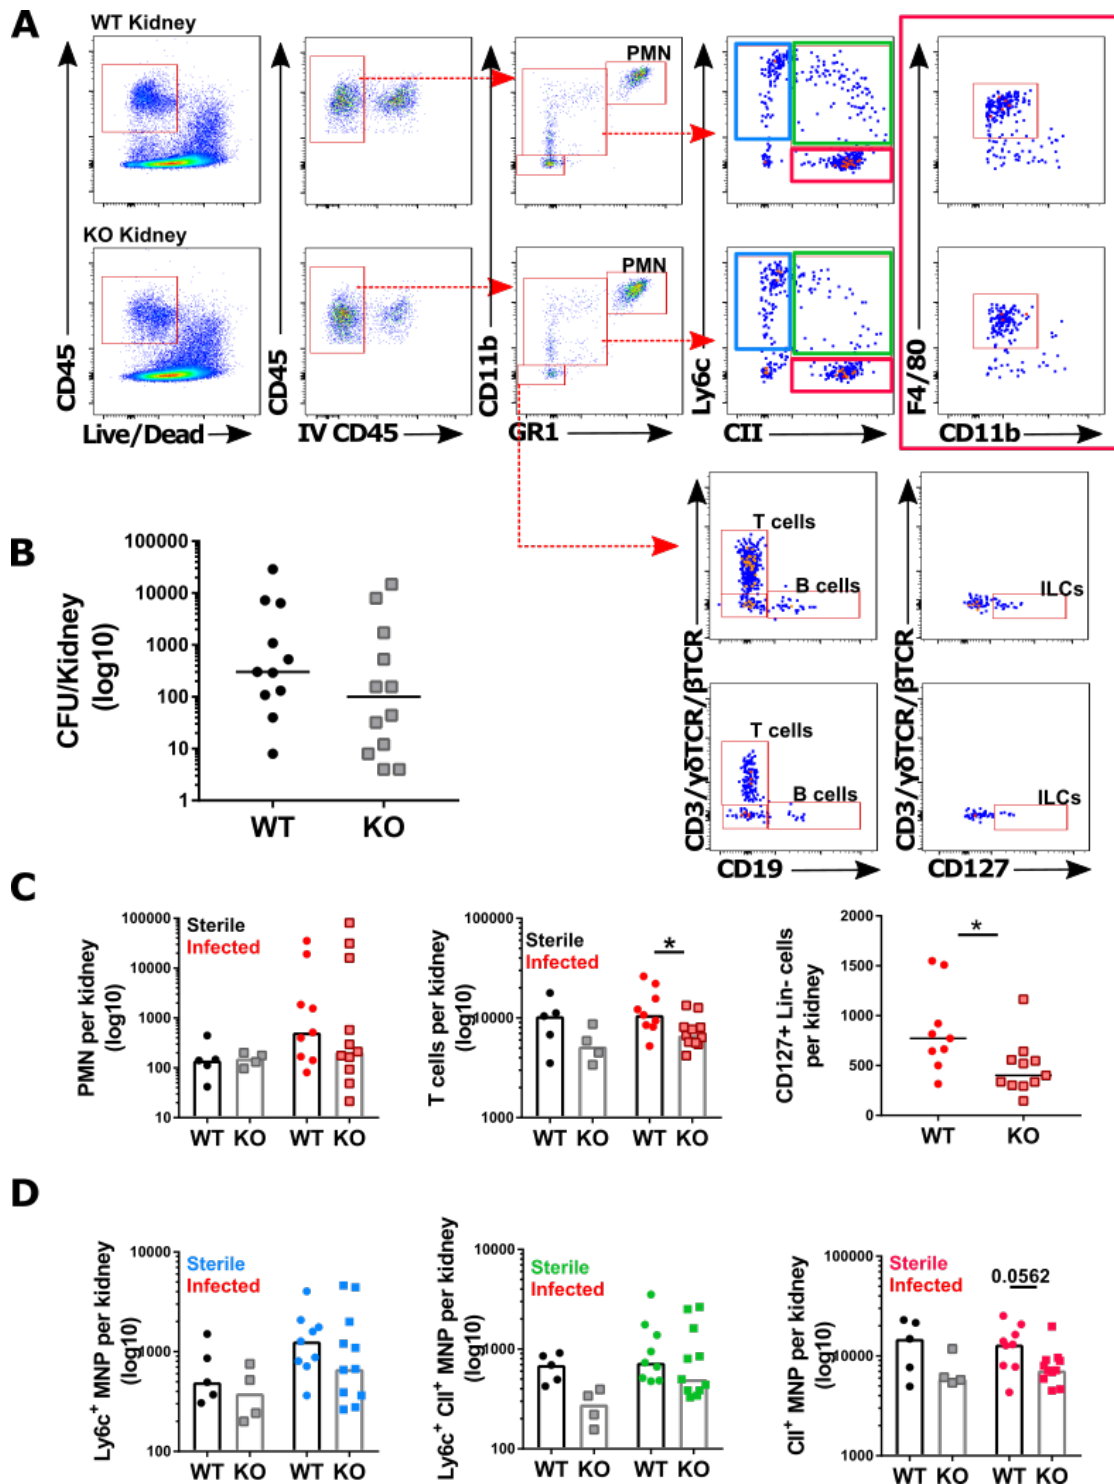 A
WT Kidney
CD45
CD45
CD11b
PMN
Ly6c
F4/80
KO Kidney
PMN
Live/Dead
IV CD45
GR1
CII
CD11b
B
CFU/Kidney
(log10)
100000
10000
1000
100
10
1
WT
KO
T cells
B cells
ILCs
CD3/γδTCR/βTCR
CD3/γδTCR/βTCR
T cells
B cells
ILCs
CD19
CD127
C
PMN per kidney
(log10)
100000
10000
1000
100
10
Sterile
Infected
WT
KO
WT
KO
T cells per kidney
(log10)
100000
10000
1000
Sterile
Infected
*
WT
KO
WT
KO
CD127+ Lin- cells
per kidney
2000
1500
1000
500
0
*
WT
KO
D
Ly6c+ MNP per kidney
(log10)
10000
1000
100
Sterile
Infected
WT
KO
WT
KO
Ly6c+ CII+ MNP per kidney
(log10)
10000
1000
100
Sterile
Infected
WT
KO
WT
KO
CII+ MNP per kidney
(log10)
100000
10000
1000
Sterile
Infected
0.0562
WT
KO
WT
KO